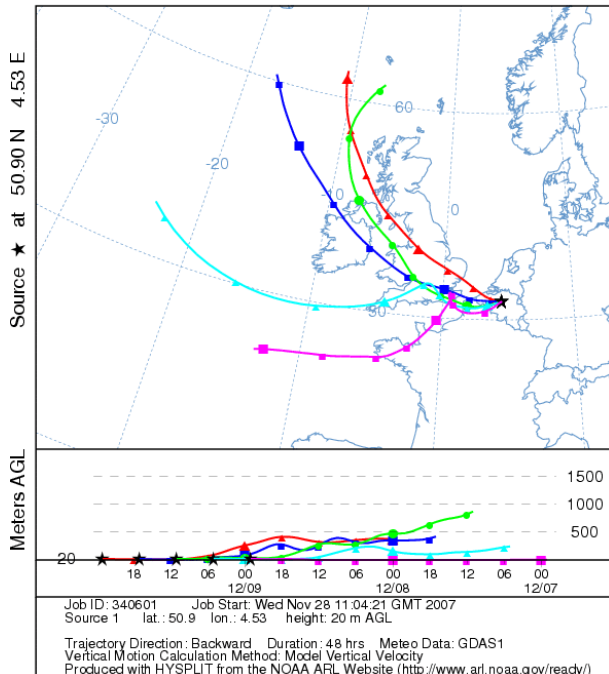 Source ★ at 50.90 N 4.53 E
-30
-20
-10
0
60
50
Meters AGL
1500
1000
500
20
18 12 06 00 18 12 06 00 18 12 06 00
12/09 12/08 12/07
Job ID: 340601 Job Start: Wed Nov 28 11:04:21 GMT 2007
Source 1 lat.: 50.9 lon.: 4.53 height: 20 m AGL
Trajectory Direction: Backward Duration: 48 hrs Meteo Data: GDAS1
Vertical Motion Calculation Method: Model Vertical Velocity
Produced with HYSPLIT from the NOAA ARL Website (http://www.arl.noaa.gov/ready/)